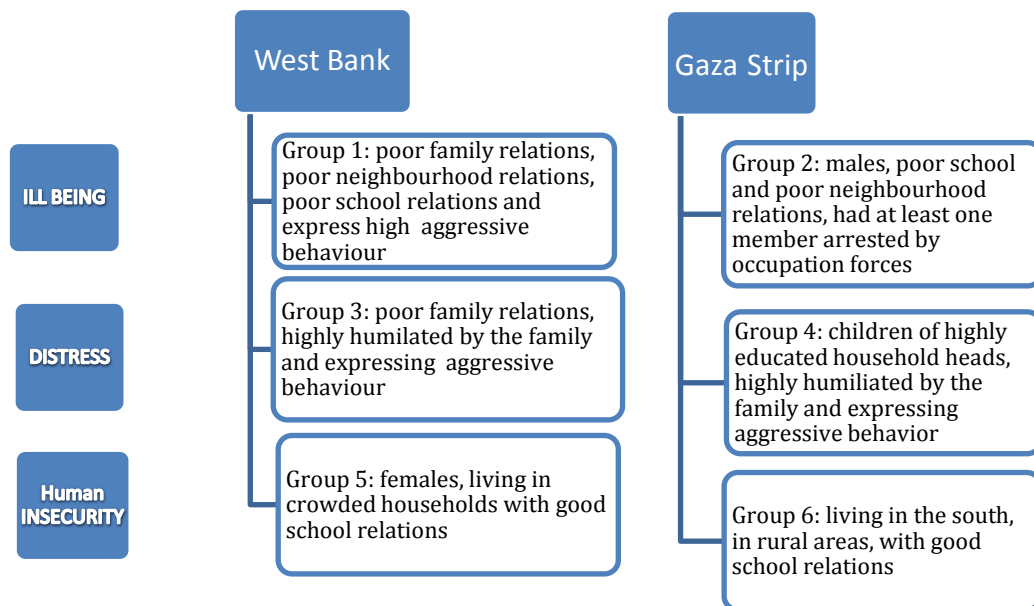 West Bank
Gaza Strip
ILL BEING
Group 1: poor family relations,
poor neighbourhood relations,
poor school relations and
express high aggressive
behaviour
Group 2: males, poor school
and poor neighbourhood
relations, had at least one
member arrested by
occupation forces
DISTRESS
Group 3: poor family relations,
highly humilated by the family
and expressing aggressive
behaviour
Group 4: children of highly
educated household heads,
highly humiliated by the
family and expressing
aggressive behavior
Human
INSECURITY
Group 5: females, living in
crowded households with good
school relations
Group 6: living in the south,
in rural areas, with good
school relations